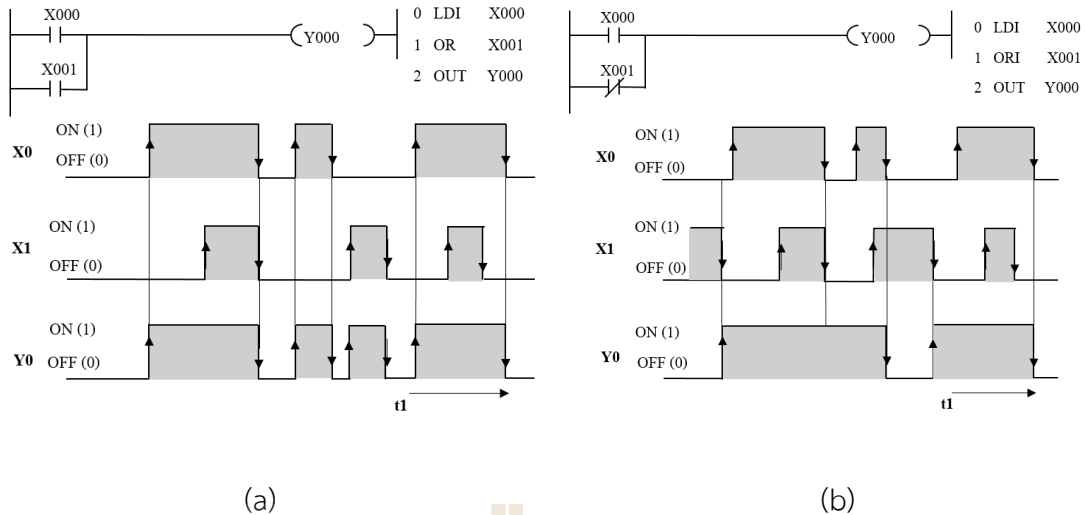 X000
Y000
X001
0 LDI X000
1 OR X001
2 OUT Y000
ON (1)
X0
OFF (0)
ON (1)
X1
OFF (0)
ON (1)
Y0 OFF (0)
t1
(a)
X000
Y000
X001
0 LDI X000
1 ORI X001
2 OUT Y000
ON (1)
X0
OFF (0)
ON (1)
X1
OFF (0)
ON (1)
Y0
OFF (0)
t1
(b)